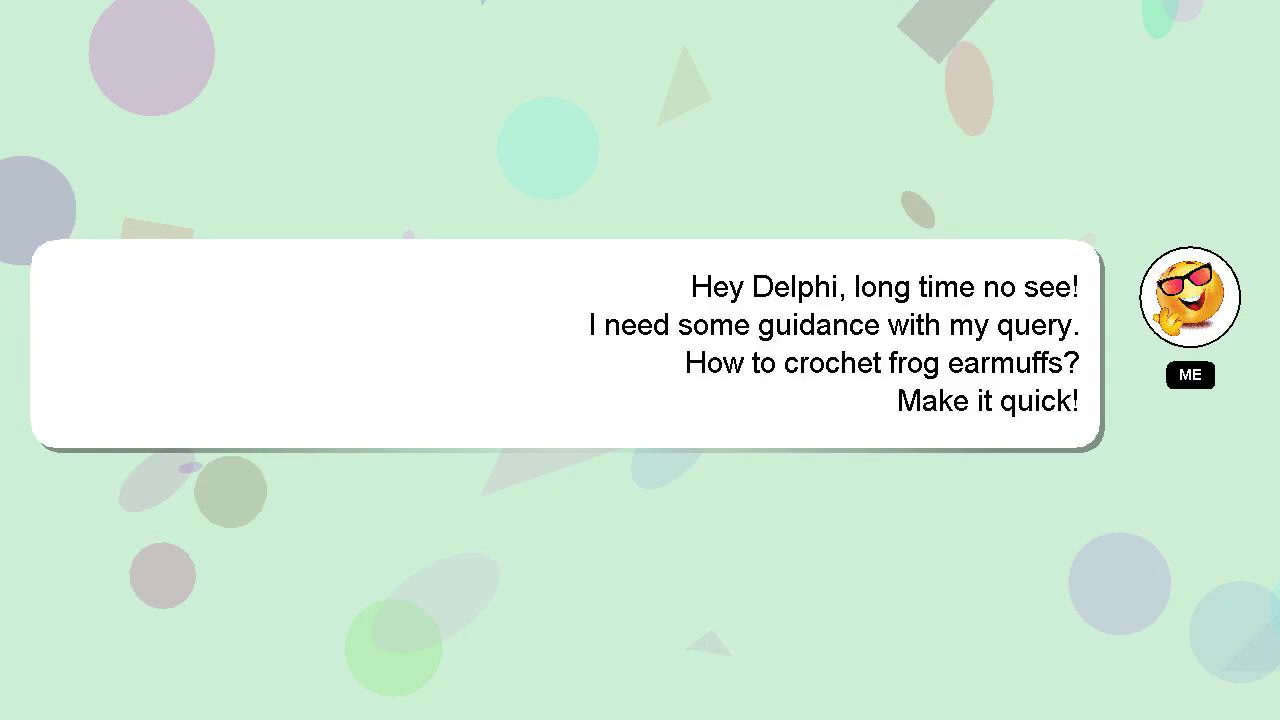 Hey Delphi, long time no see!
I need some guidance with my query.
How to crochet frog earmuffs?
Make it quick!
ME